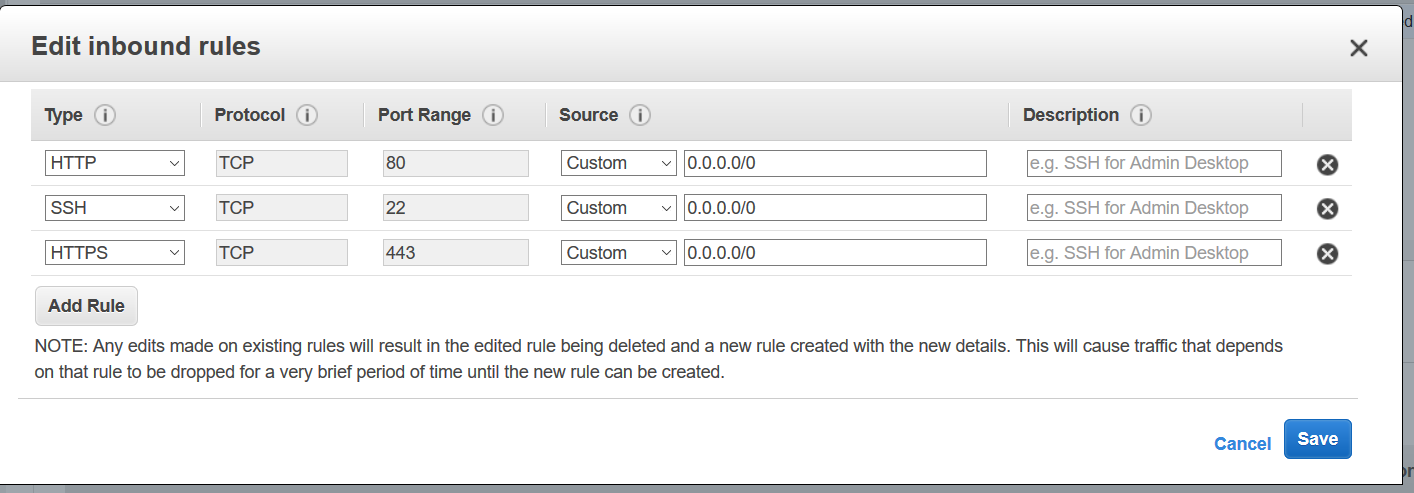 Edit inbound rules
Type Protocol Port Range Source Description
HTTP TCP 80 Custom 0.0.0.0/0 e.g. SSH for Admin Desktop
SSH TCP 22 Custom 0.0.0.0/0 e.g. SSH for Admin Desktop
HTTPS TCP 443 Custom 0.0.0.0/0 e.g. SSH for Admin Desktop
Add Rule
NOTE: Any edits made on existing rules will result in the edited rule being deleted and a new rule created with the new details. This will cause traffic that depends
on that rule to be dropped for a very brief period of time until the new rule can be created.
Cancel Save